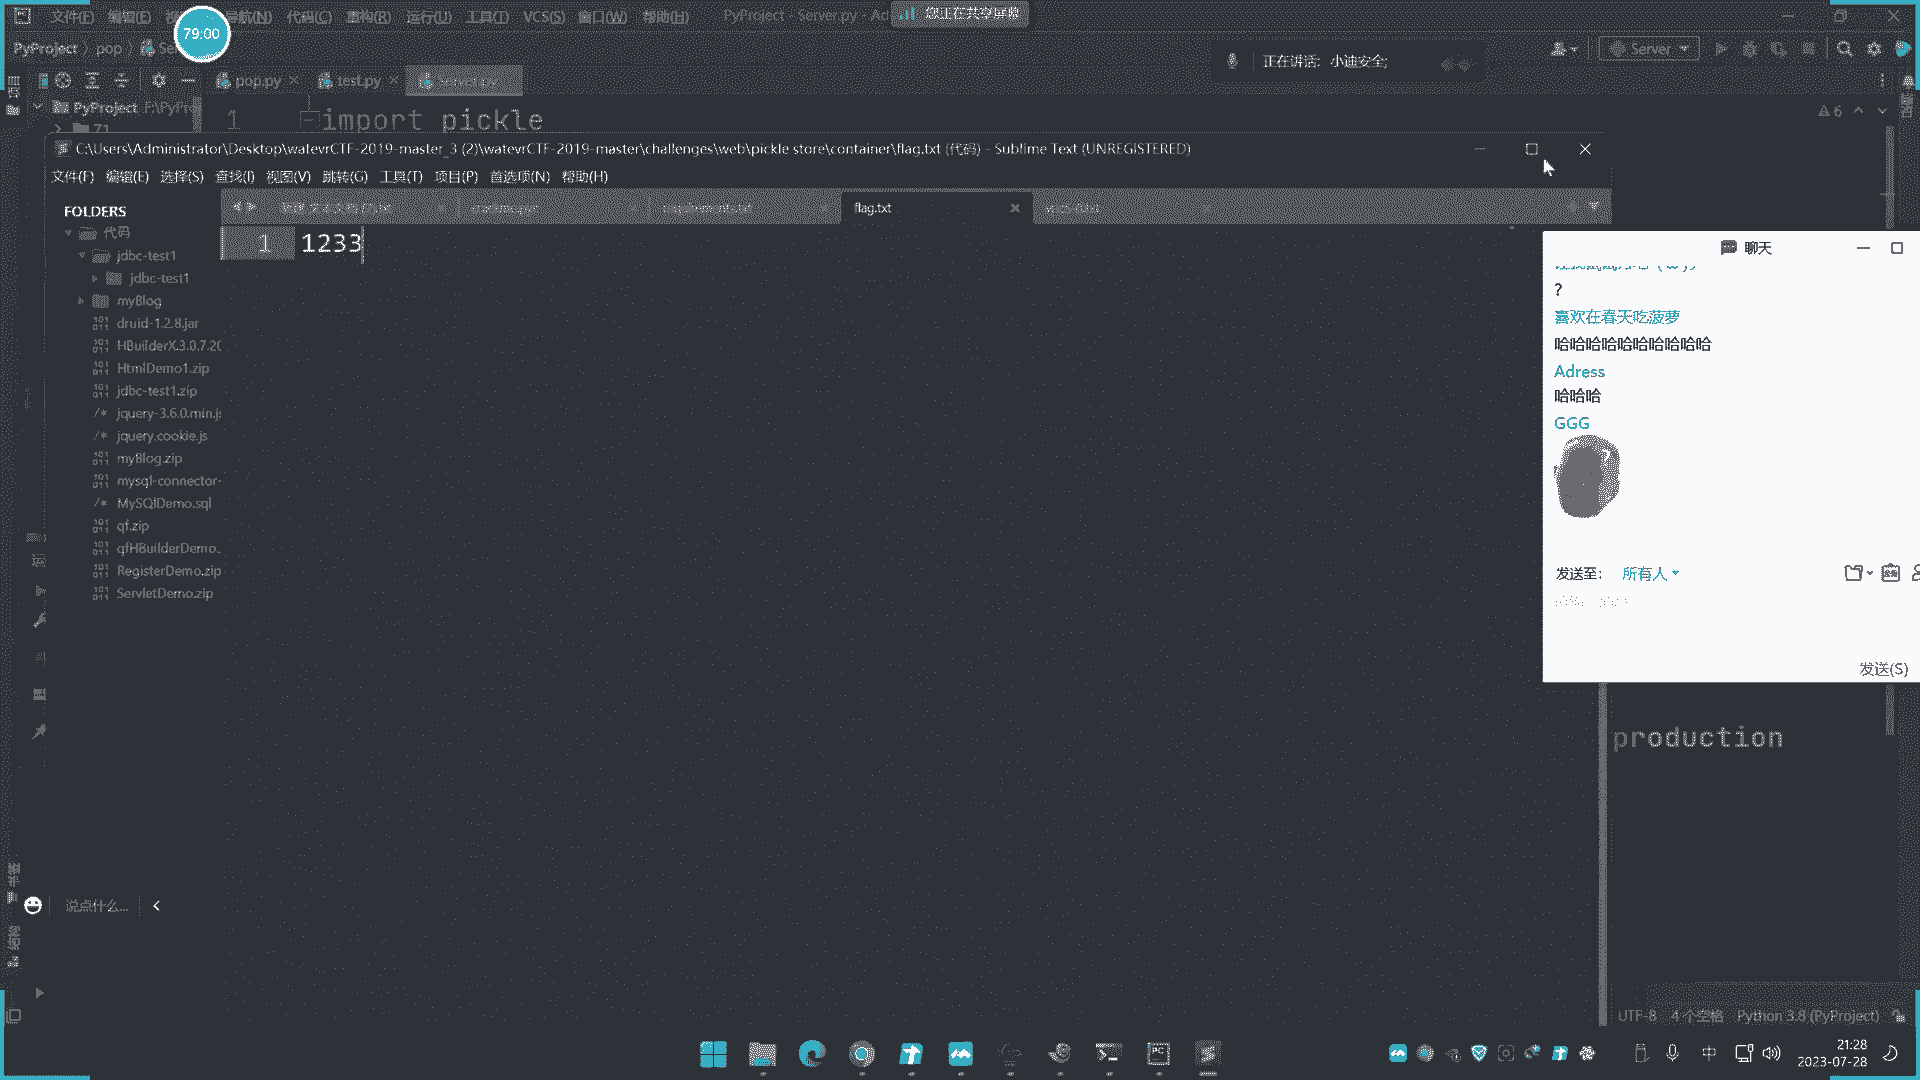 文件(F) 编辑(E) 导航(N) 代码(C) 重构(R) 运行(U) 工具(T) VCS(S) 窗口(W) 帮助(H) PyProject - Server.py - Ad
您正在共享屏幕
79:00
PyProject pop Se
Server
正在讲话: 小迪安全;
pop.py test.py Server.py
PyProject F:\PyPro
71
1 import pickle
6
C:\Users\Administrator\Desktop\watevrCTF-2019-master_3 (2)\watevrCTF-2019-master\challenges\web\pickle store\container\flag.txt (代码) - Sublime Text (UNREGISTERED)
文件(F) 编辑(E) 选择(S) 查找(I) 视图(V) 跳转(G) 工具(T) 项目(P) 首选项(N) 帮助(H)
requirements.txt flag.txt
FOLDERS
代码
jdbc-test1
jdbc-test1
myBlog
druid-1.2.8.jar
HBuilderX.3.0.7.20
HtmlDemo1.zip
jdbc-test1.zip
jquery-3.6.0.min.js
jquery.cookie.js
myBlog.zip
mysql-connector-
MySQlDemo.sql
qf.zip
qfHBuilderDemo.
RegisterDemo.zip
ServletDemo.zip
1 1233
聊天
?
喜欢在春天吃菠萝
哈哈哈哈哈哈哈哈哈哈
Adress
哈哈哈
GGG
发送至: 所有人
发送(S)
production
说点什么...
结构
UTF-8 4 个空格 Python 3.8 (PyProject)
中
21:28
2023-07-28